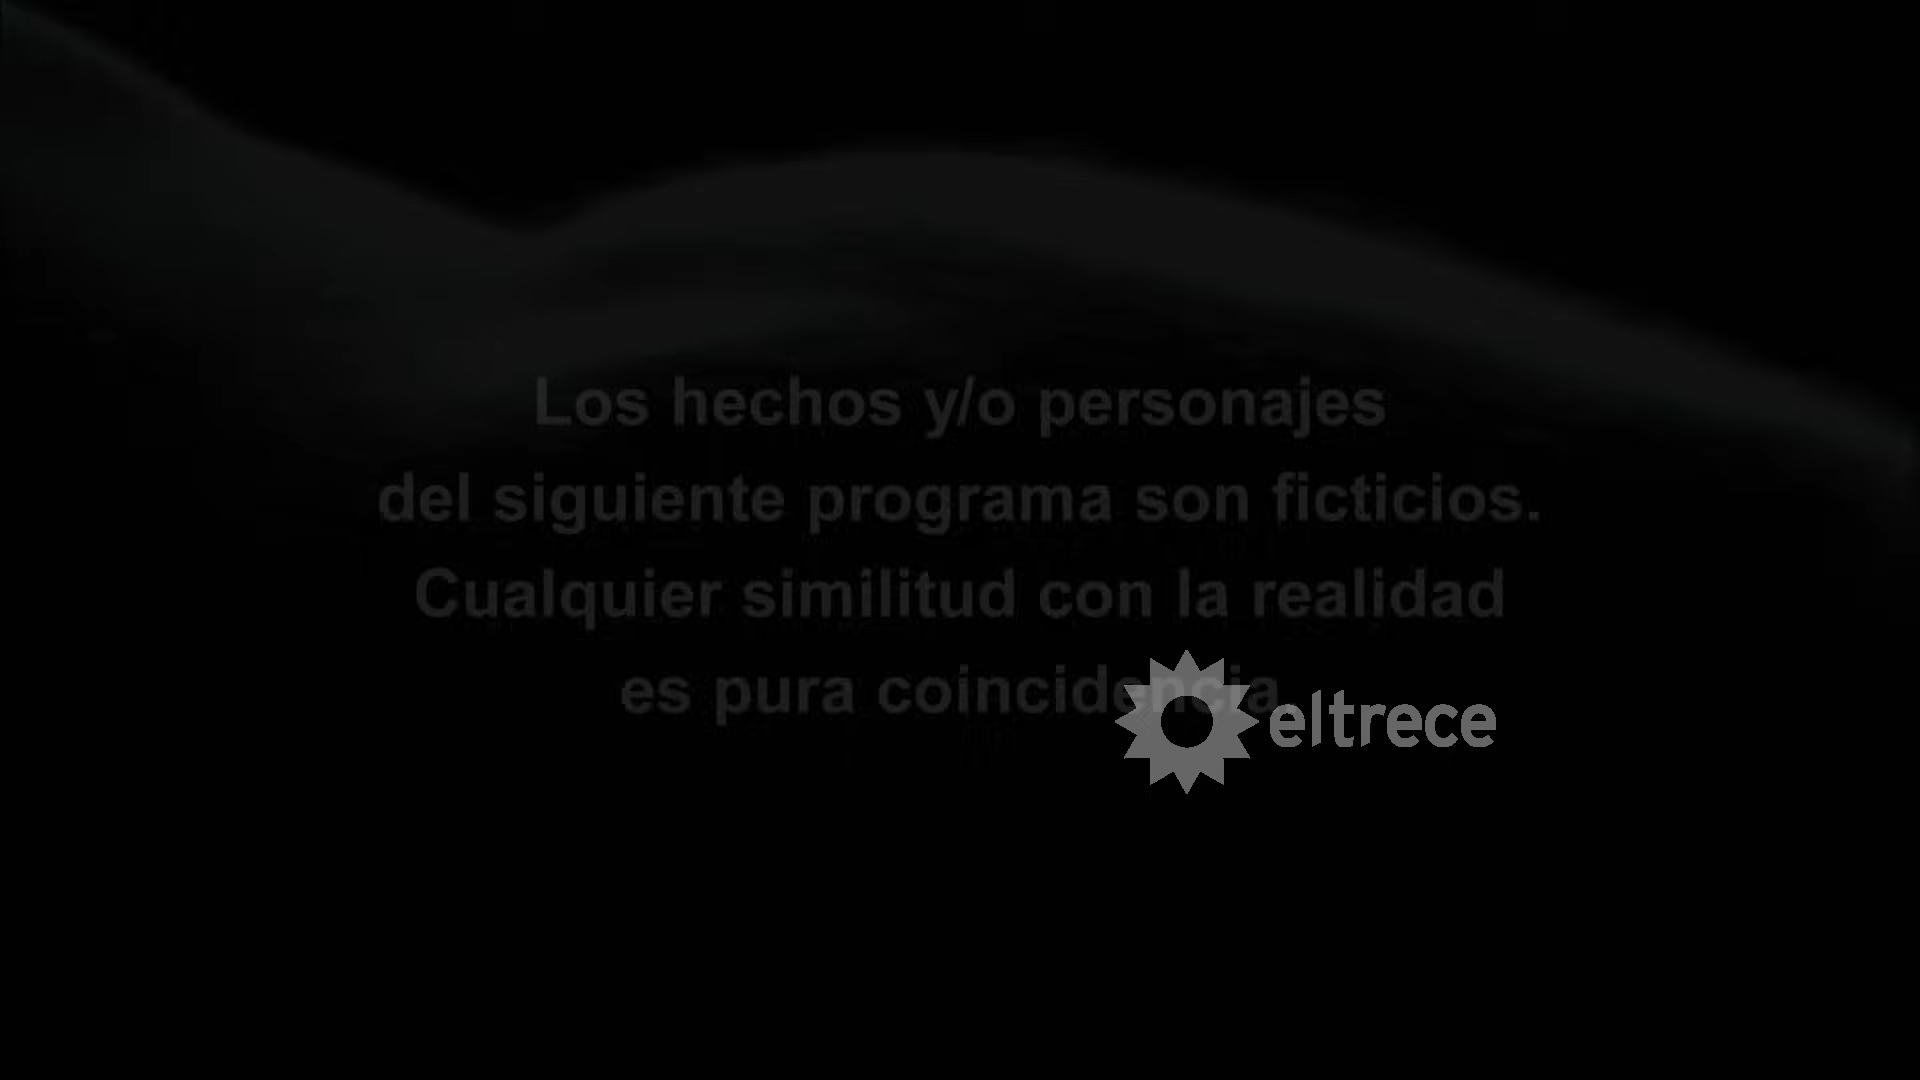 Los hechos y/o personajes
del siguiente programa son ficticios.
Cualquier similitud con la realidad
es pura coincidencia
eltrece